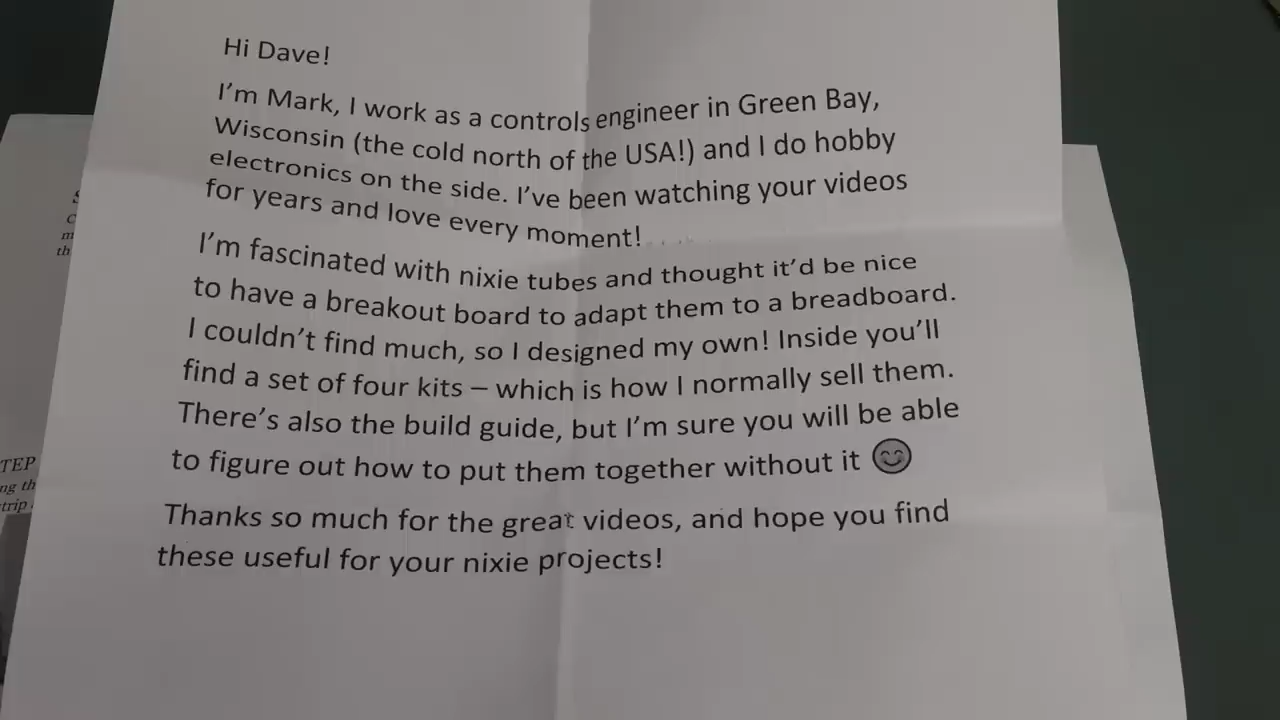 Hi Dave!
I'm Mark, I work as a controls engineer in Green Bay,
Wisconsin (the cold north of the USA!) and I do hobby
electronics on the side. I've been watching your videos
for years and love every moment!
I'm fascinated with nixie tubes and thought it'd be nice
to have a breakout board to adapt them to a breadboard.
I couldn't find much, so I designed my own! Inside you'll
find a set of four kits – which is how I normally sell them.
There's also the build guide, but I'm sure you will be able
to figure out how to put them together without it 😊
Thanks so much for the great videos, and hope you find
these useful for your nixie projects!
TEP
ng th
trip